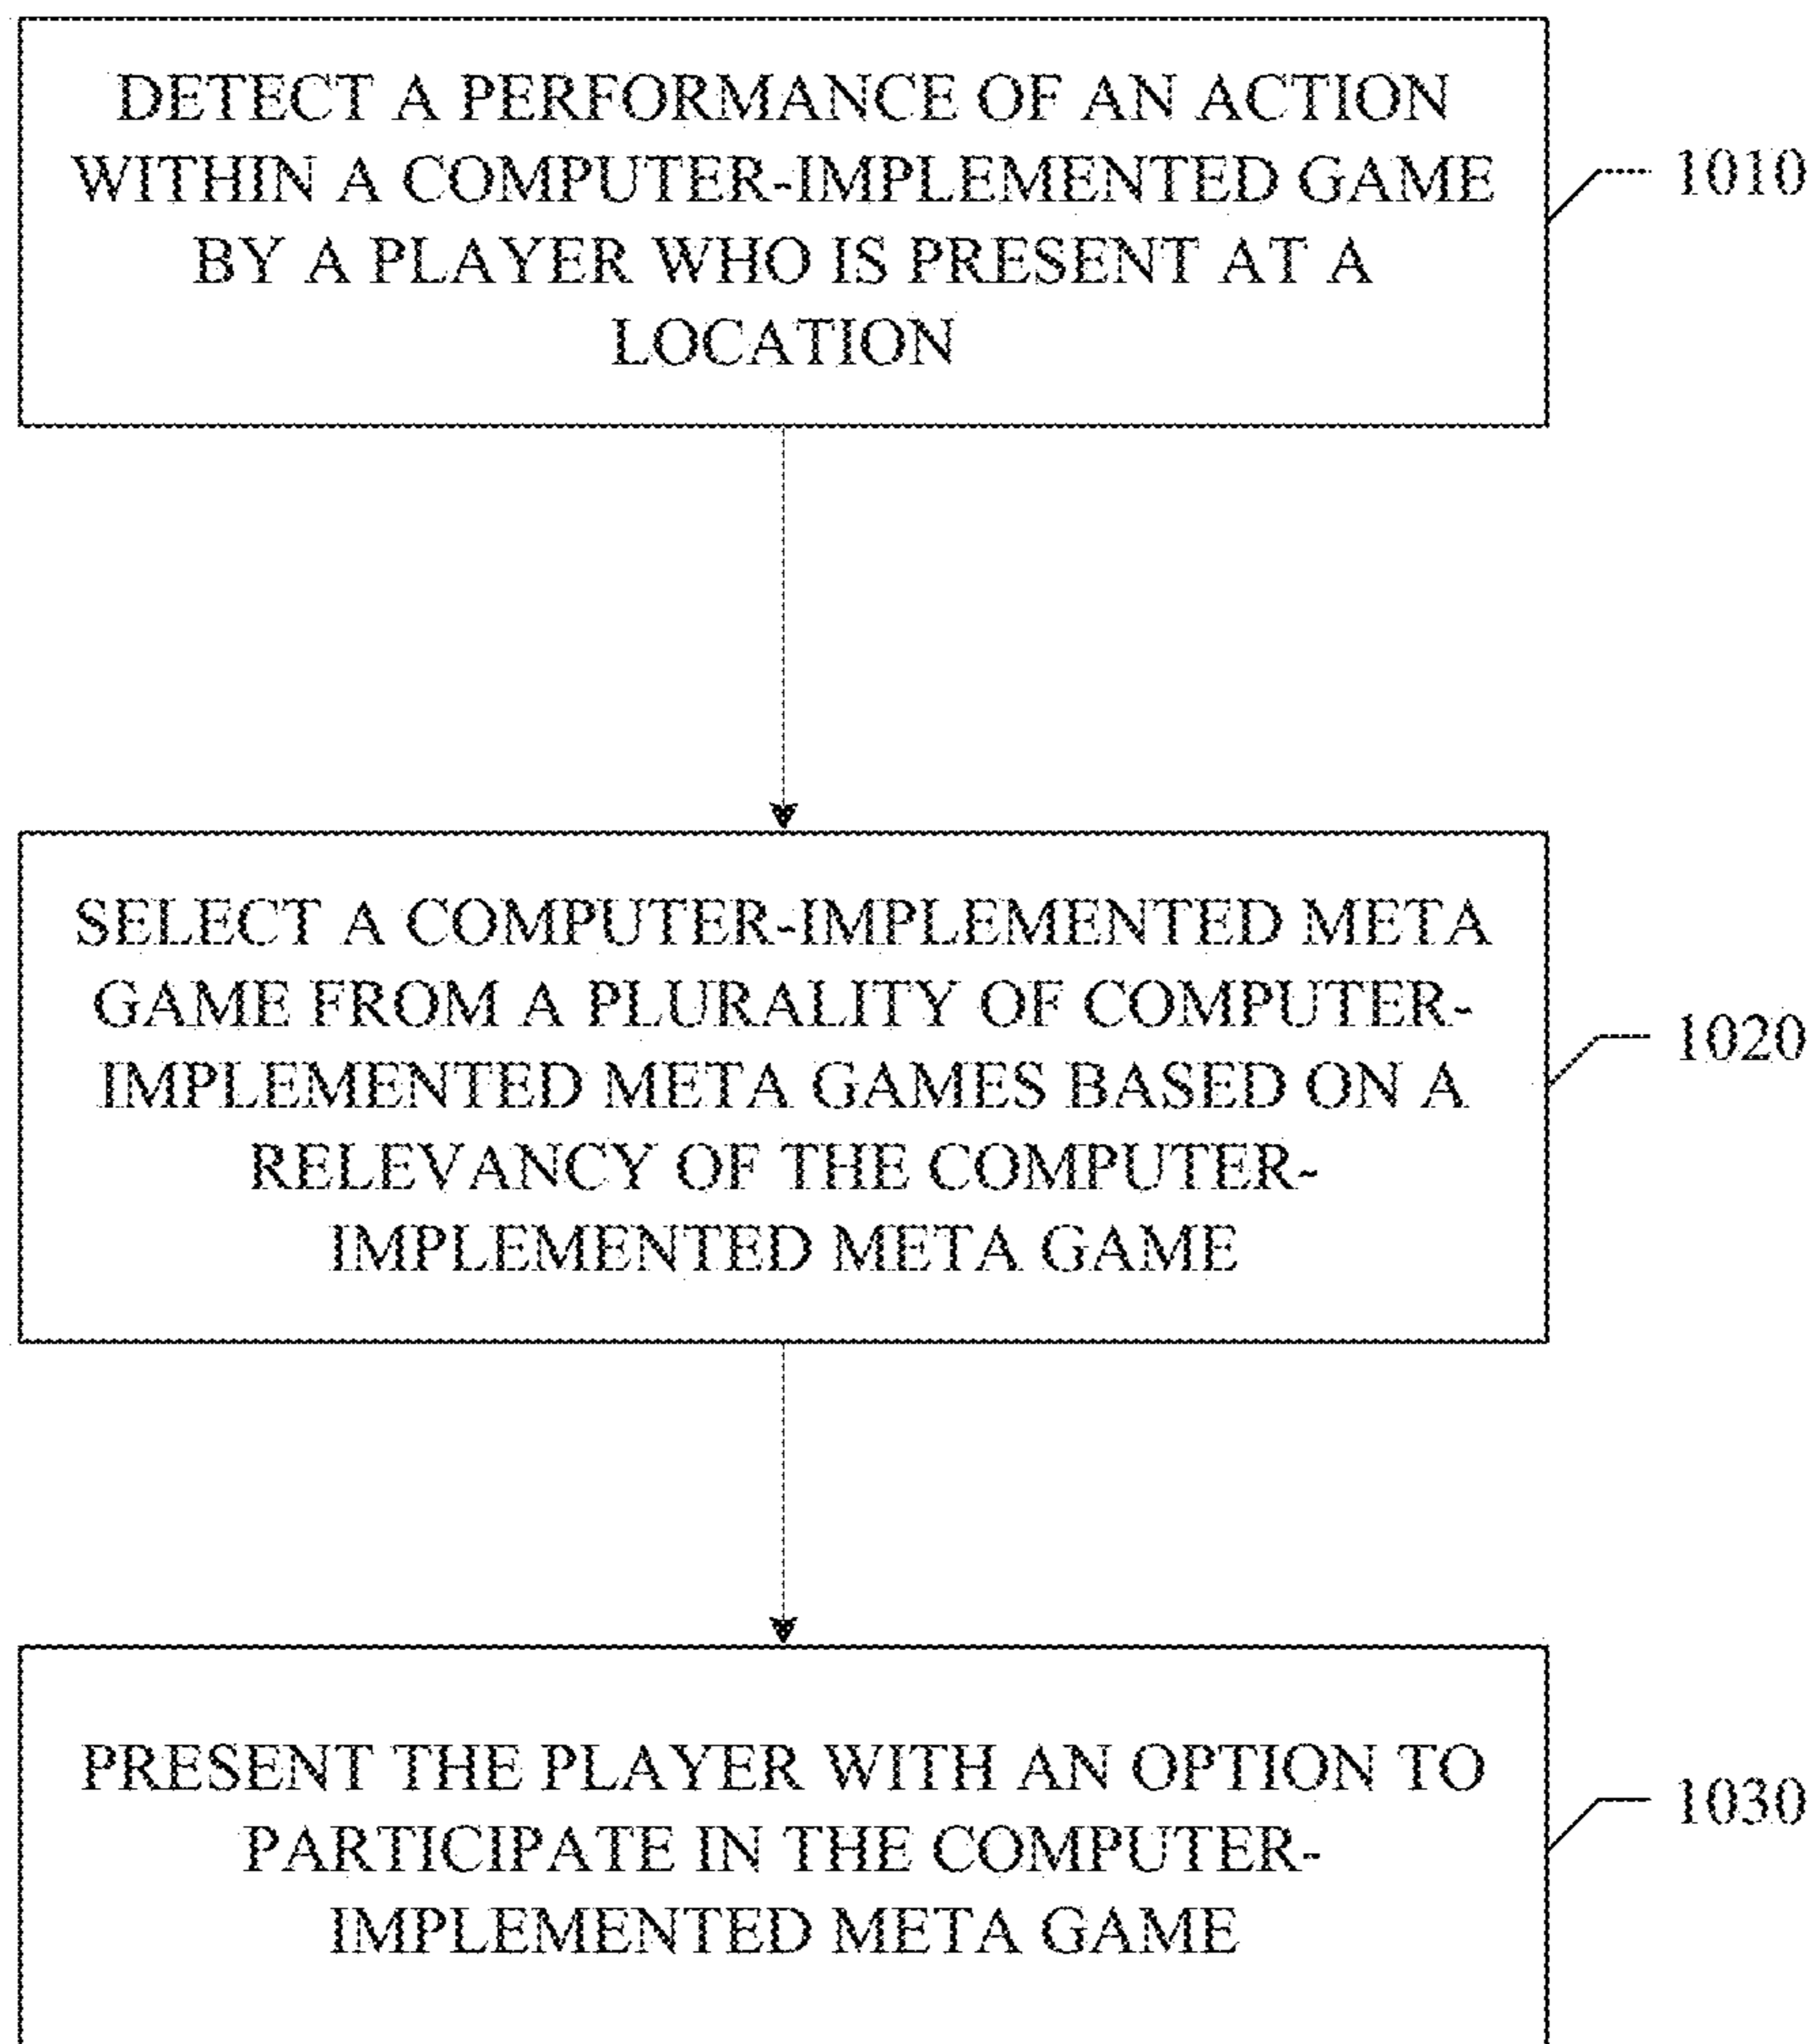 DETECT A PERFORMANCE OF AN ACTION
WITHIN A COMPUTER-IMPLEMENTED GAME
BY A PLAYER WHO IS PRESENT AT A
LOCATION
1010
SELECT A COMPUTER-IMPLEMENTED META
GAME FROM A PLURALITY OF COMPUTER-
IMPLEMENTED META GAMES BASED ON A
RELEVANCY OF THE COMPUTER-
IMPLEMENTED META GAME
1020
PRESENT THE PLAYER WITH AN OPTION TO
PARTICIPATE IN THE COMPUTER-
IMPLEMENTED META GAME
1030